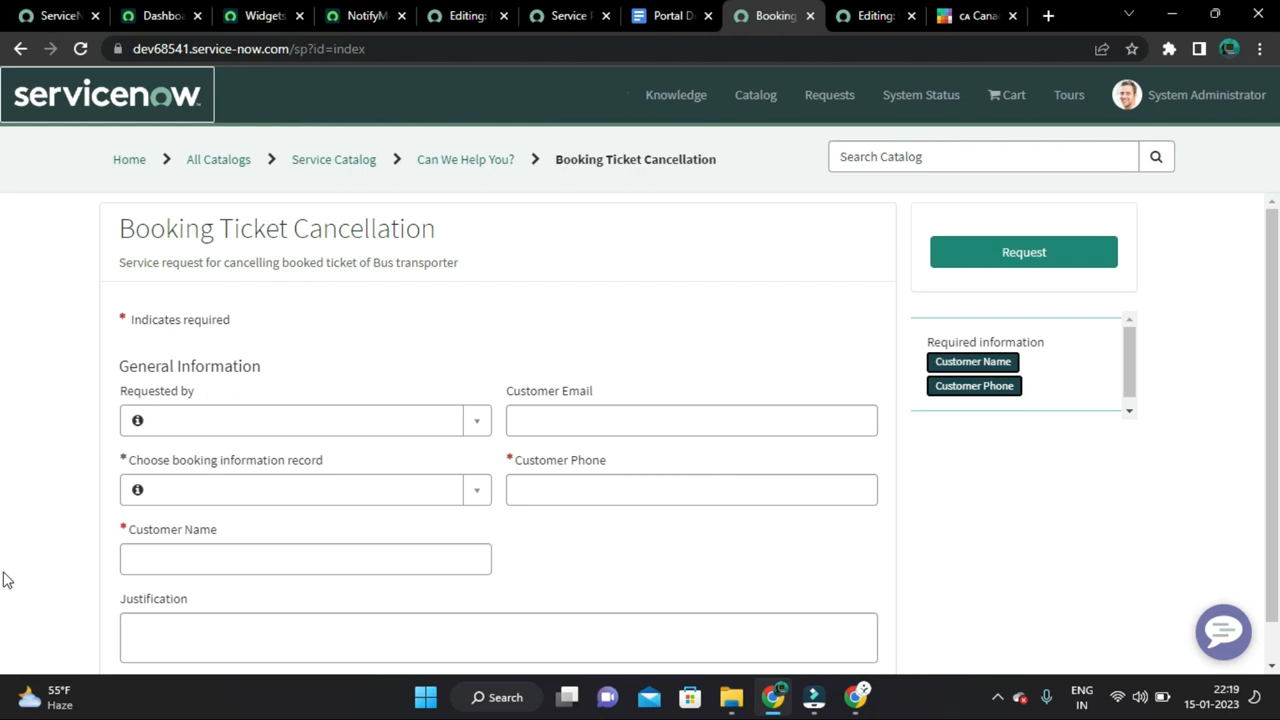 ServiceN
Dashboa
Widgets
NotifyM
Editing: I
Service P
Portal D
Booking
Editing:
CA Cana
dev68541.service-now.com/sp?id=index
servicenow
Knowledge
Catalog
Requests
System Status
Cart
Tours
System Administrator
Home
All Catalogs
Service Catalog
Can We Help You?
Booking Ticket Cancellation
Search Catalog
Booking Ticket Cancellation
Service request for cancelling booked ticket of Bus transporter
Request
* Indicates required
Required information
Customer Name
Customer Phone
General Information
Requested by
Customer Email
* Choose booking information record
* Customer Phone
* Customer Name
Justification
55°F
Haze
Search
ENG
IN
22:19
15-01-2023